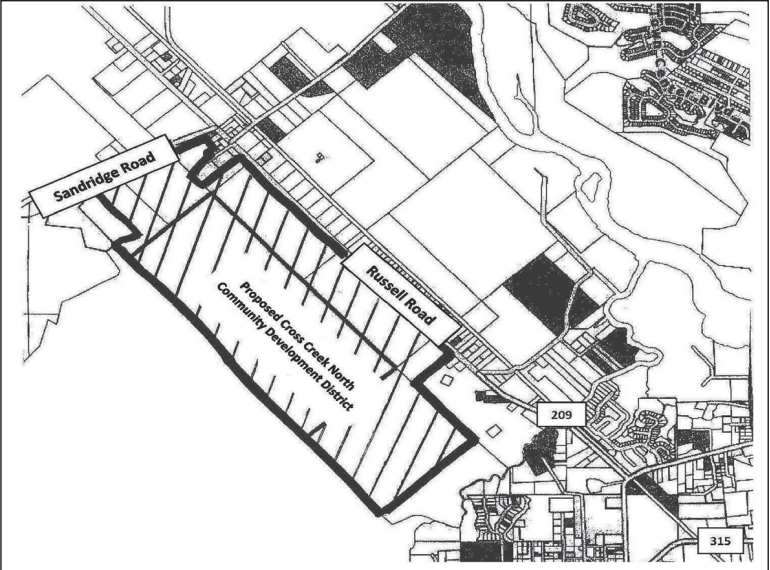 Sandridge Road
Russell Road
Proposed Cross Creek North
Community Development District
209
315